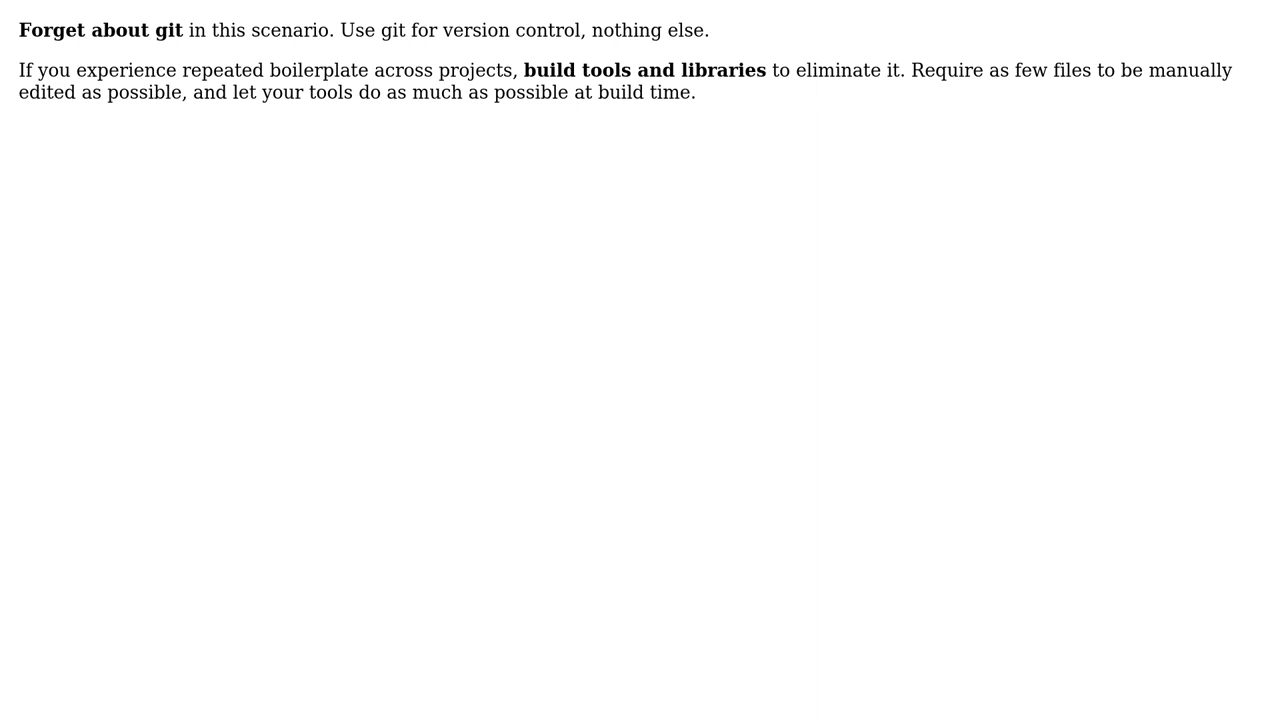 Forget about git in this scenario. Use git for version control, nothing else.
If you experience repeated boilerplate across projects, build tools and libraries to eliminate it. Require as few files to be manually
edited as possible, and let your tools do as much as possible at build time.